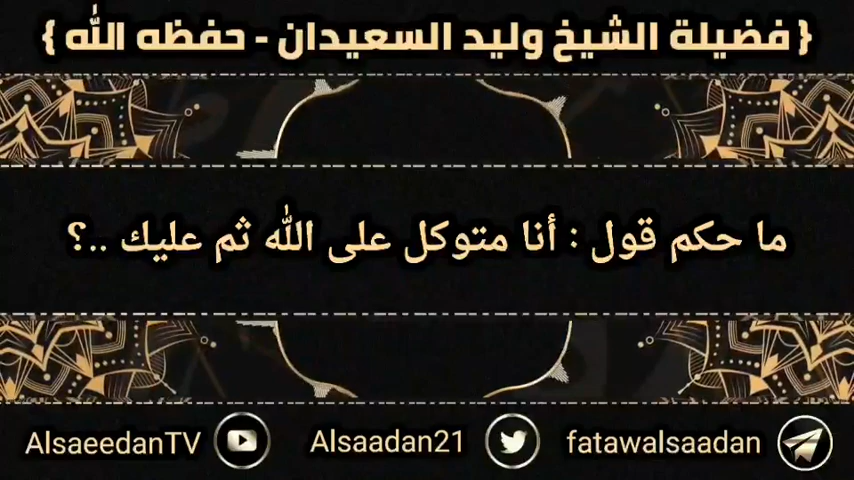 { فضيلة الشيخ وليد السعيدان - حفظه الله }
ما حكم قول : أنا متوكل على الله ثم عليك ..؟
AlsaeedanTV Alsaadan21 fatawalsaadan